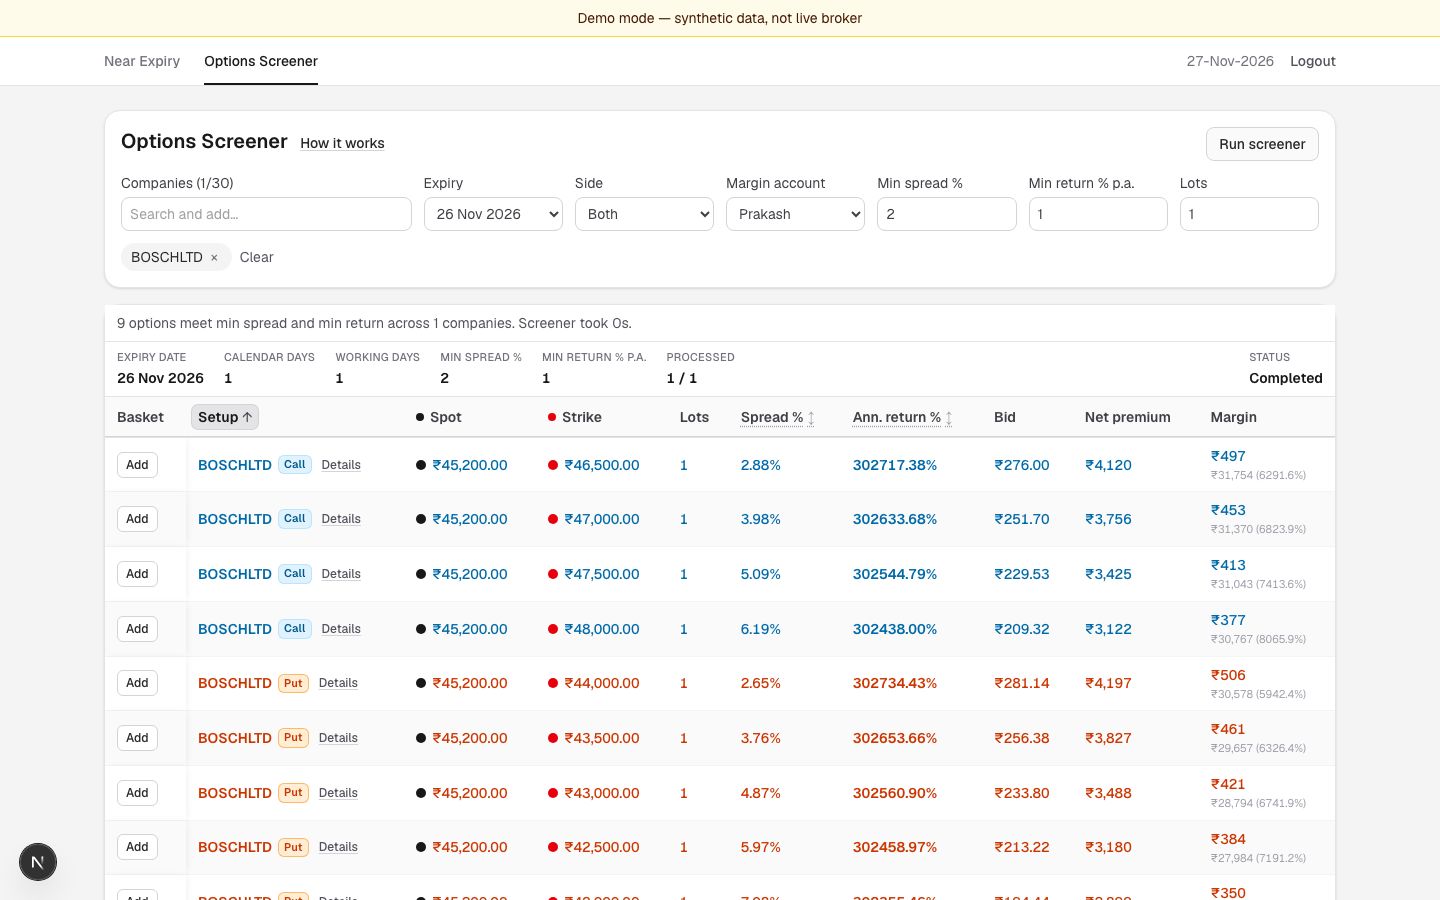 Demo mode — synthetic data, not live broker
Near Expiry Options Screener 27-Nov-2026 Logout
Options Screener How it works Run screener
Companies (1/30) Expiry Side Margin account Min spread % Min return % p.a. Lots
Search and add... 26 Nov 2026 Both Prakash 2 1 1
BOSCHLTD × Clear
9 options meet min spread and min return across 1 companies. Screener took 0s.
EXPIRY DATE CALENDAR DAYS WORKING DAYS MIN SPREAD % MIN RETURN % P.A. PROCESSED STATUS
26 Nov 2026 1 1 2 1 1 / 1 Completed
Basket Setup ↑ Spot Strike Lots Spread % ↕ Ann. return % ↕ Bid Net premium Margin
Add BOSCHLTD Call Details ₹45,200.00 ₹46,500.00 1 2.88% 302717.38% ₹276.00 ₹4,120 ₹497
₹31,754 (6291.6%)
Add BOSCHLTD Call Details ₹45,200.00 ₹47,000.00 1 3.98% 302633.68% ₹251.70 ₹3,756 ₹453
₹31,370 (6823.9%)
Add BOSCHLTD Call Details ₹45,200.00 ₹47,500.00 1 5.09% 302544.79% ₹229.53 ₹3,425 ₹413
₹31,043 (7413.6%)
Add BOSCHLTD Call Details ₹45,200.00 ₹48,000.00 1 6.19% 302438.00% ₹209.32 ₹3,122 ₹377
₹30,767 (8065.9%)
Add BOSCHLTD Put Details ₹45,200.00 ₹44,000.00 1 2.65% 302734.43% ₹281.14 ₹4,197 ₹506
₹30,578 (5942.4%)
Add BOSCHLTD Put Details ₹45,200.00 ₹43,500.00 1 3.76% 302653.66% ₹256.38 ₹3,827 ₹461
₹29,657 (6326.4%)
Add BOSCHLTD Put Details ₹45,200.00 ₹43,000.00 1 4.87% 302560.90% ₹233.80 ₹3,488 ₹421
₹28,794 (6741.9%)
Add BOSCHLTD Put Details ₹45,200.00 ₹42,500.00 1 5.97% 302458.97% ₹213.22 ₹3,180 ₹384
₹27,984 (7191.2%)
₹350